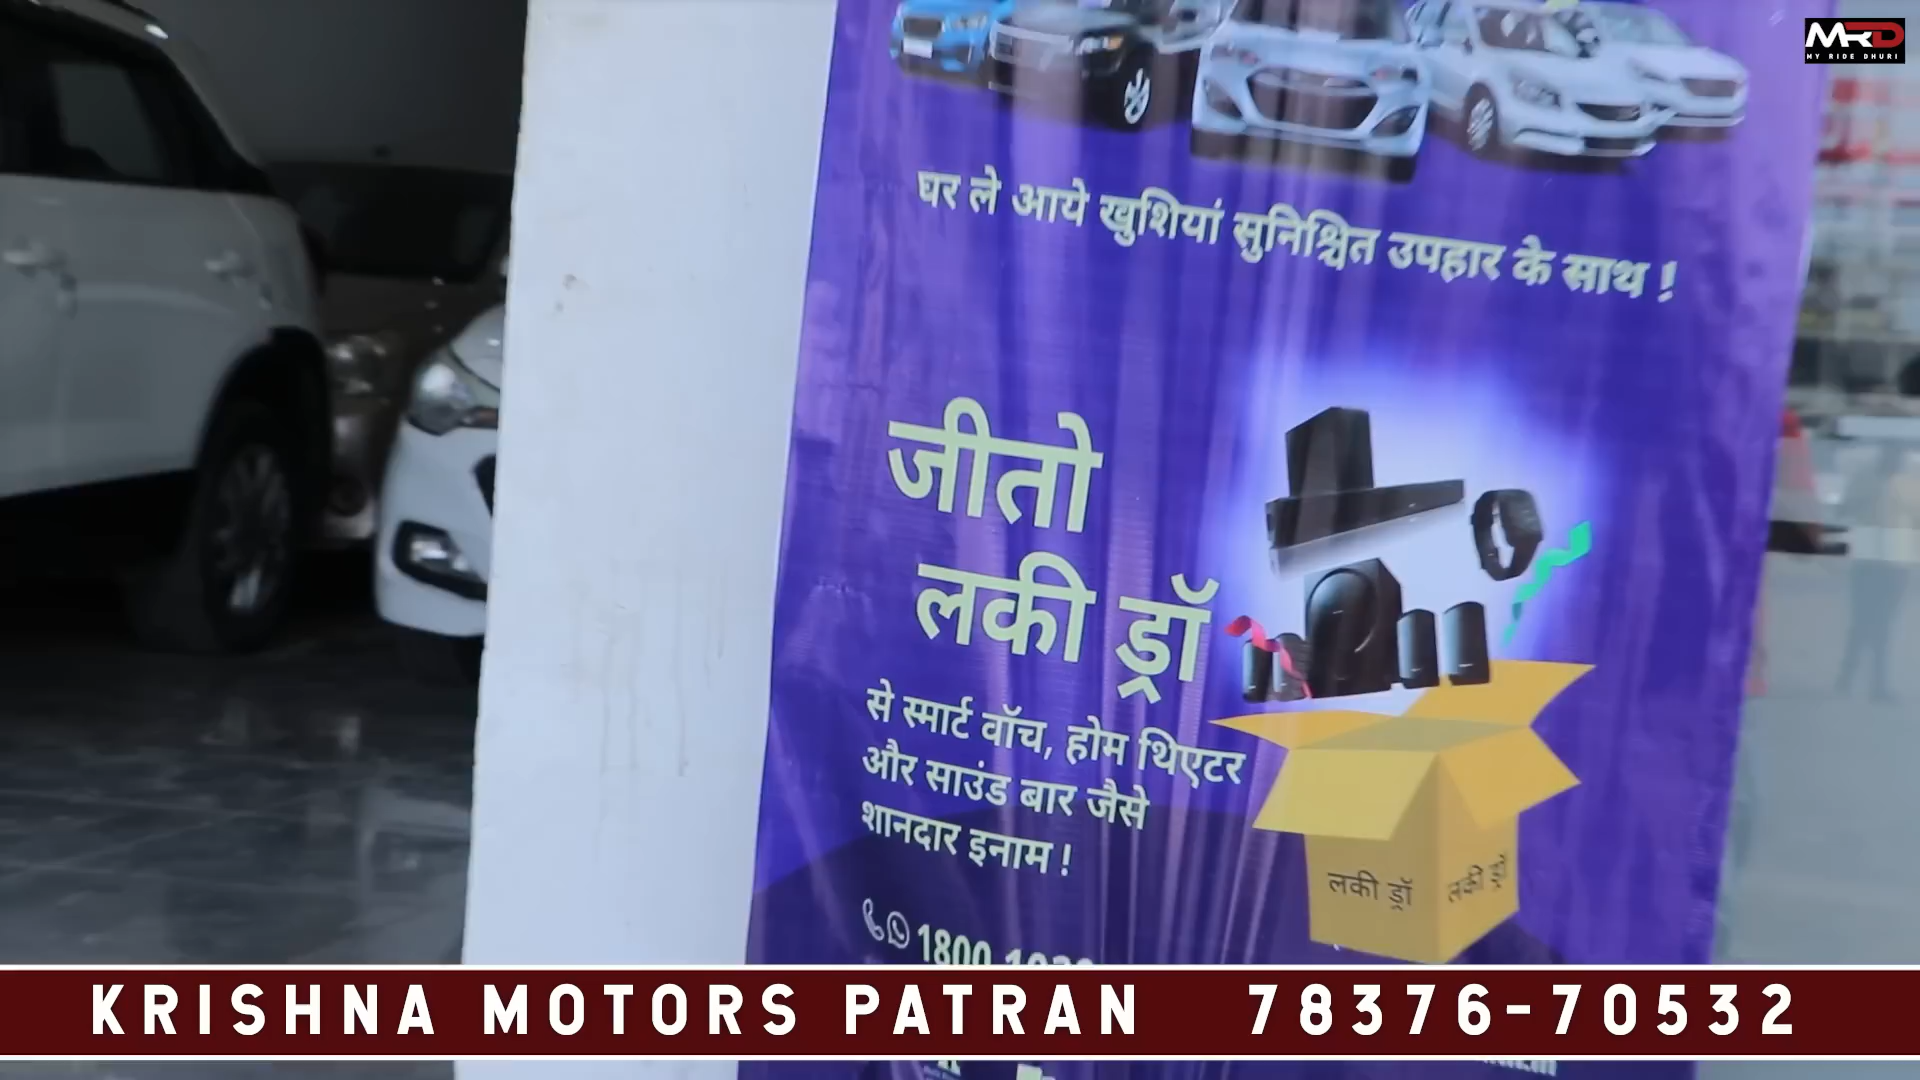 MRD
MY RIDE DHURI
घर ले आये खुशियां सुनिश्चित उपहार के साथ !
जीतो
लकी ड्रॉ
से स्मार्ट वॉच, होम थिएटर
और साउंड बार जैसे
शानदार इनाम !
लकी ड्रॉ
लकी ड्रॉ
1800
KRISHNA MOTORS PATRAN 78376-70532